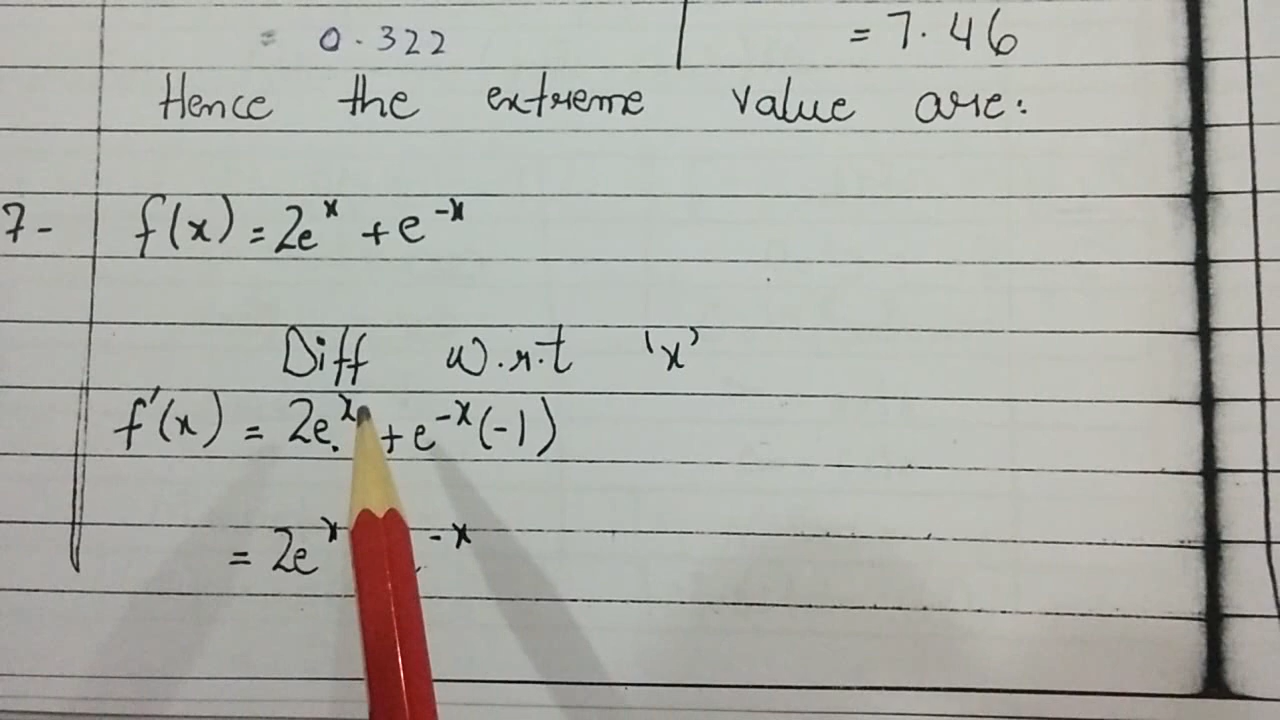 = 0.322
= 7.46
Hence the extreme value are:
7- f(x) = 2e^x + e^-x
Diff w.r.t 'x'
f'(x) = 2e.^x + e^-x(-1)
= 2e^x -x